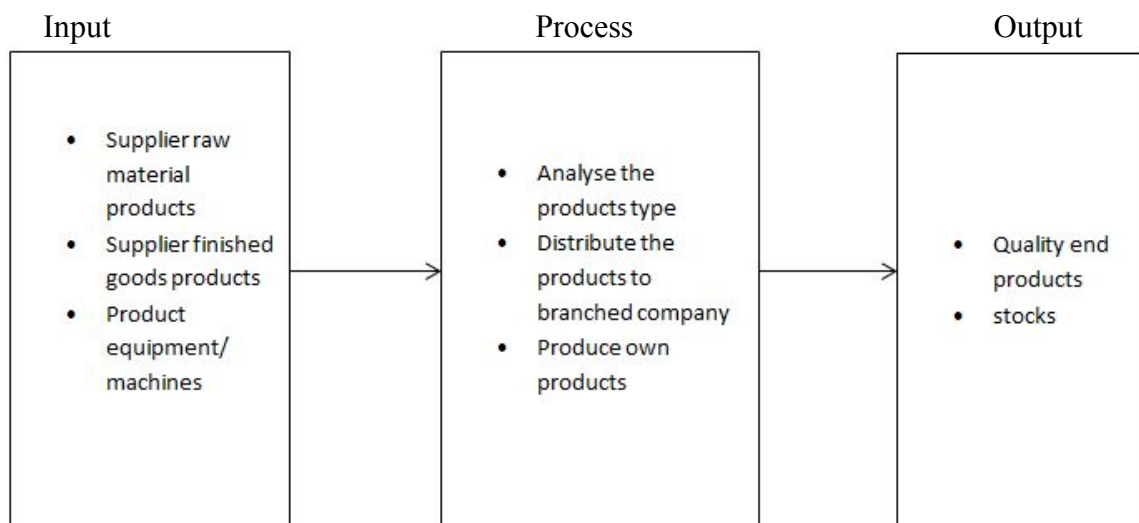 Input
Process
Output
• Supplier raw
material
products
• Supplier finished
goods products
• Product
equipment/
machines
• Analyse the
products type
• Distribute the
products to
branched company
• Produce own
products
• Quality end
products
• stocks